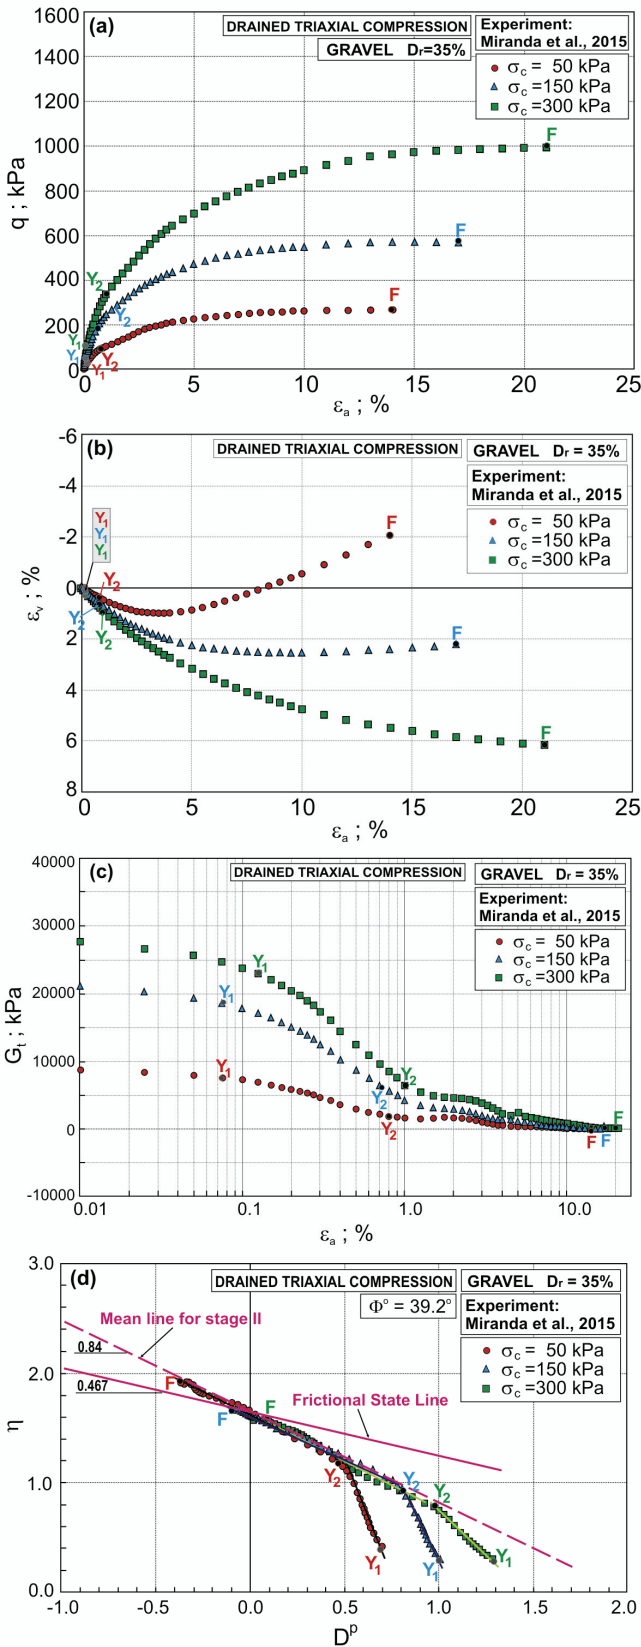 (a)
DRAINED TRIAXIAL COMPRESSION
GRAVEL Dr=35%
Experiment:
Miranda et al., 2015
σc = 50 kPa
σc =150 kPa
σc =300 kPa
1600
1400
1200
1000
800
600
400
200
0
q ; kPa
F
F
F
Y2
Y2
Y2
Y1
Y1
Y1
0
5
10
15
20
25
εa ; %
(b)
DRAINED TRIAXIAL COMPRESSION
GRAVEL Dr = 35%
Experiment:
Miranda et al., 2015
σc = 50 kPa
σc =150 kPa
σc =300 kPa
-6
-4
-2
0
2
4
6
8
εv ; %
Y1
Y1
Y1
Y2
Y2
Y2
F
F
F
0
5
10
15
20
25
εa ; %
(c)
DRAINED TRIAXIAL COMPRESSION
GRAVEL Dr = 35%
Experiment:
Miranda et al., 2015
σc = 50 kPa
σc =150 kPa
σc =300 kPa
40000
30000
20000
10000
0
-10000
Gt ; kPa
Y1
Y1
Y1
Y2
Y2
Y2
F
F
F
0.01
0.1
1.0
10.0
εa ; %
(d)
DRAINED TRIAXIAL COMPRESSION
GRAVEL Dr = 35%
Φo = 39.2°
Experiment:
Miranda et al., 2015
σc = 50 kPa
σc =150 kPa
σc =300 kPa
3.0
2.0
1.0
0.0
η
Mean line for stage II
0.84
0.467
Frictional State Line
F
F
F
Y2
Y2
Y2
Y1
Y1
Y1
-1.0
-0.5
0.0
0.5
1.0
1.5
2.0
Dp